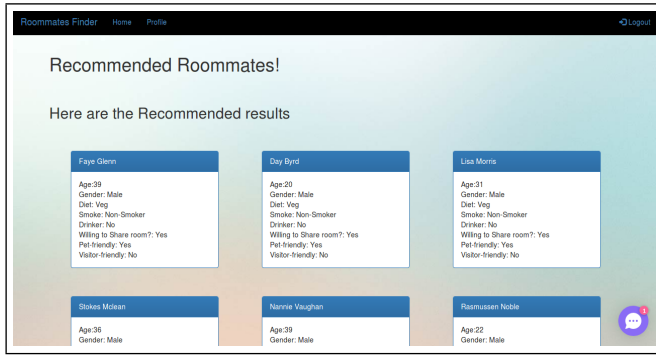 Roommates Finder Home Profile Logout
Recommended Roommates!
Here are the Recommended results
Faye Glenn
Age:39
Gender: Male
Diet: Veg
Smoke: Non-Smoker
Drinker: No
Willing to Share room?: Yes
Pet-friendly: Yes
Visitor-friendly: No
Day Byrd
Age:20
Gender: Male
Diet: Veg
Smoke: Non-Smoker
Drinker: No
Willing to Share room?: Yes
Pet-friendly: Yes
Visitor-friendly: No
Lisa Morris
Age:31
Gender: Male
Diet: Veg
Smoke: Non-Smoker
Drinker: No
Willing to Share room?: Yes
Pet-friendly: Yes
Visitor-friendly: No
Stokes Mclean
Age:36
Gender: Male
Nannie Vaughan
Age:39
Gender: Male
Rasmussen Noble
Age:22
Gender: Male
1